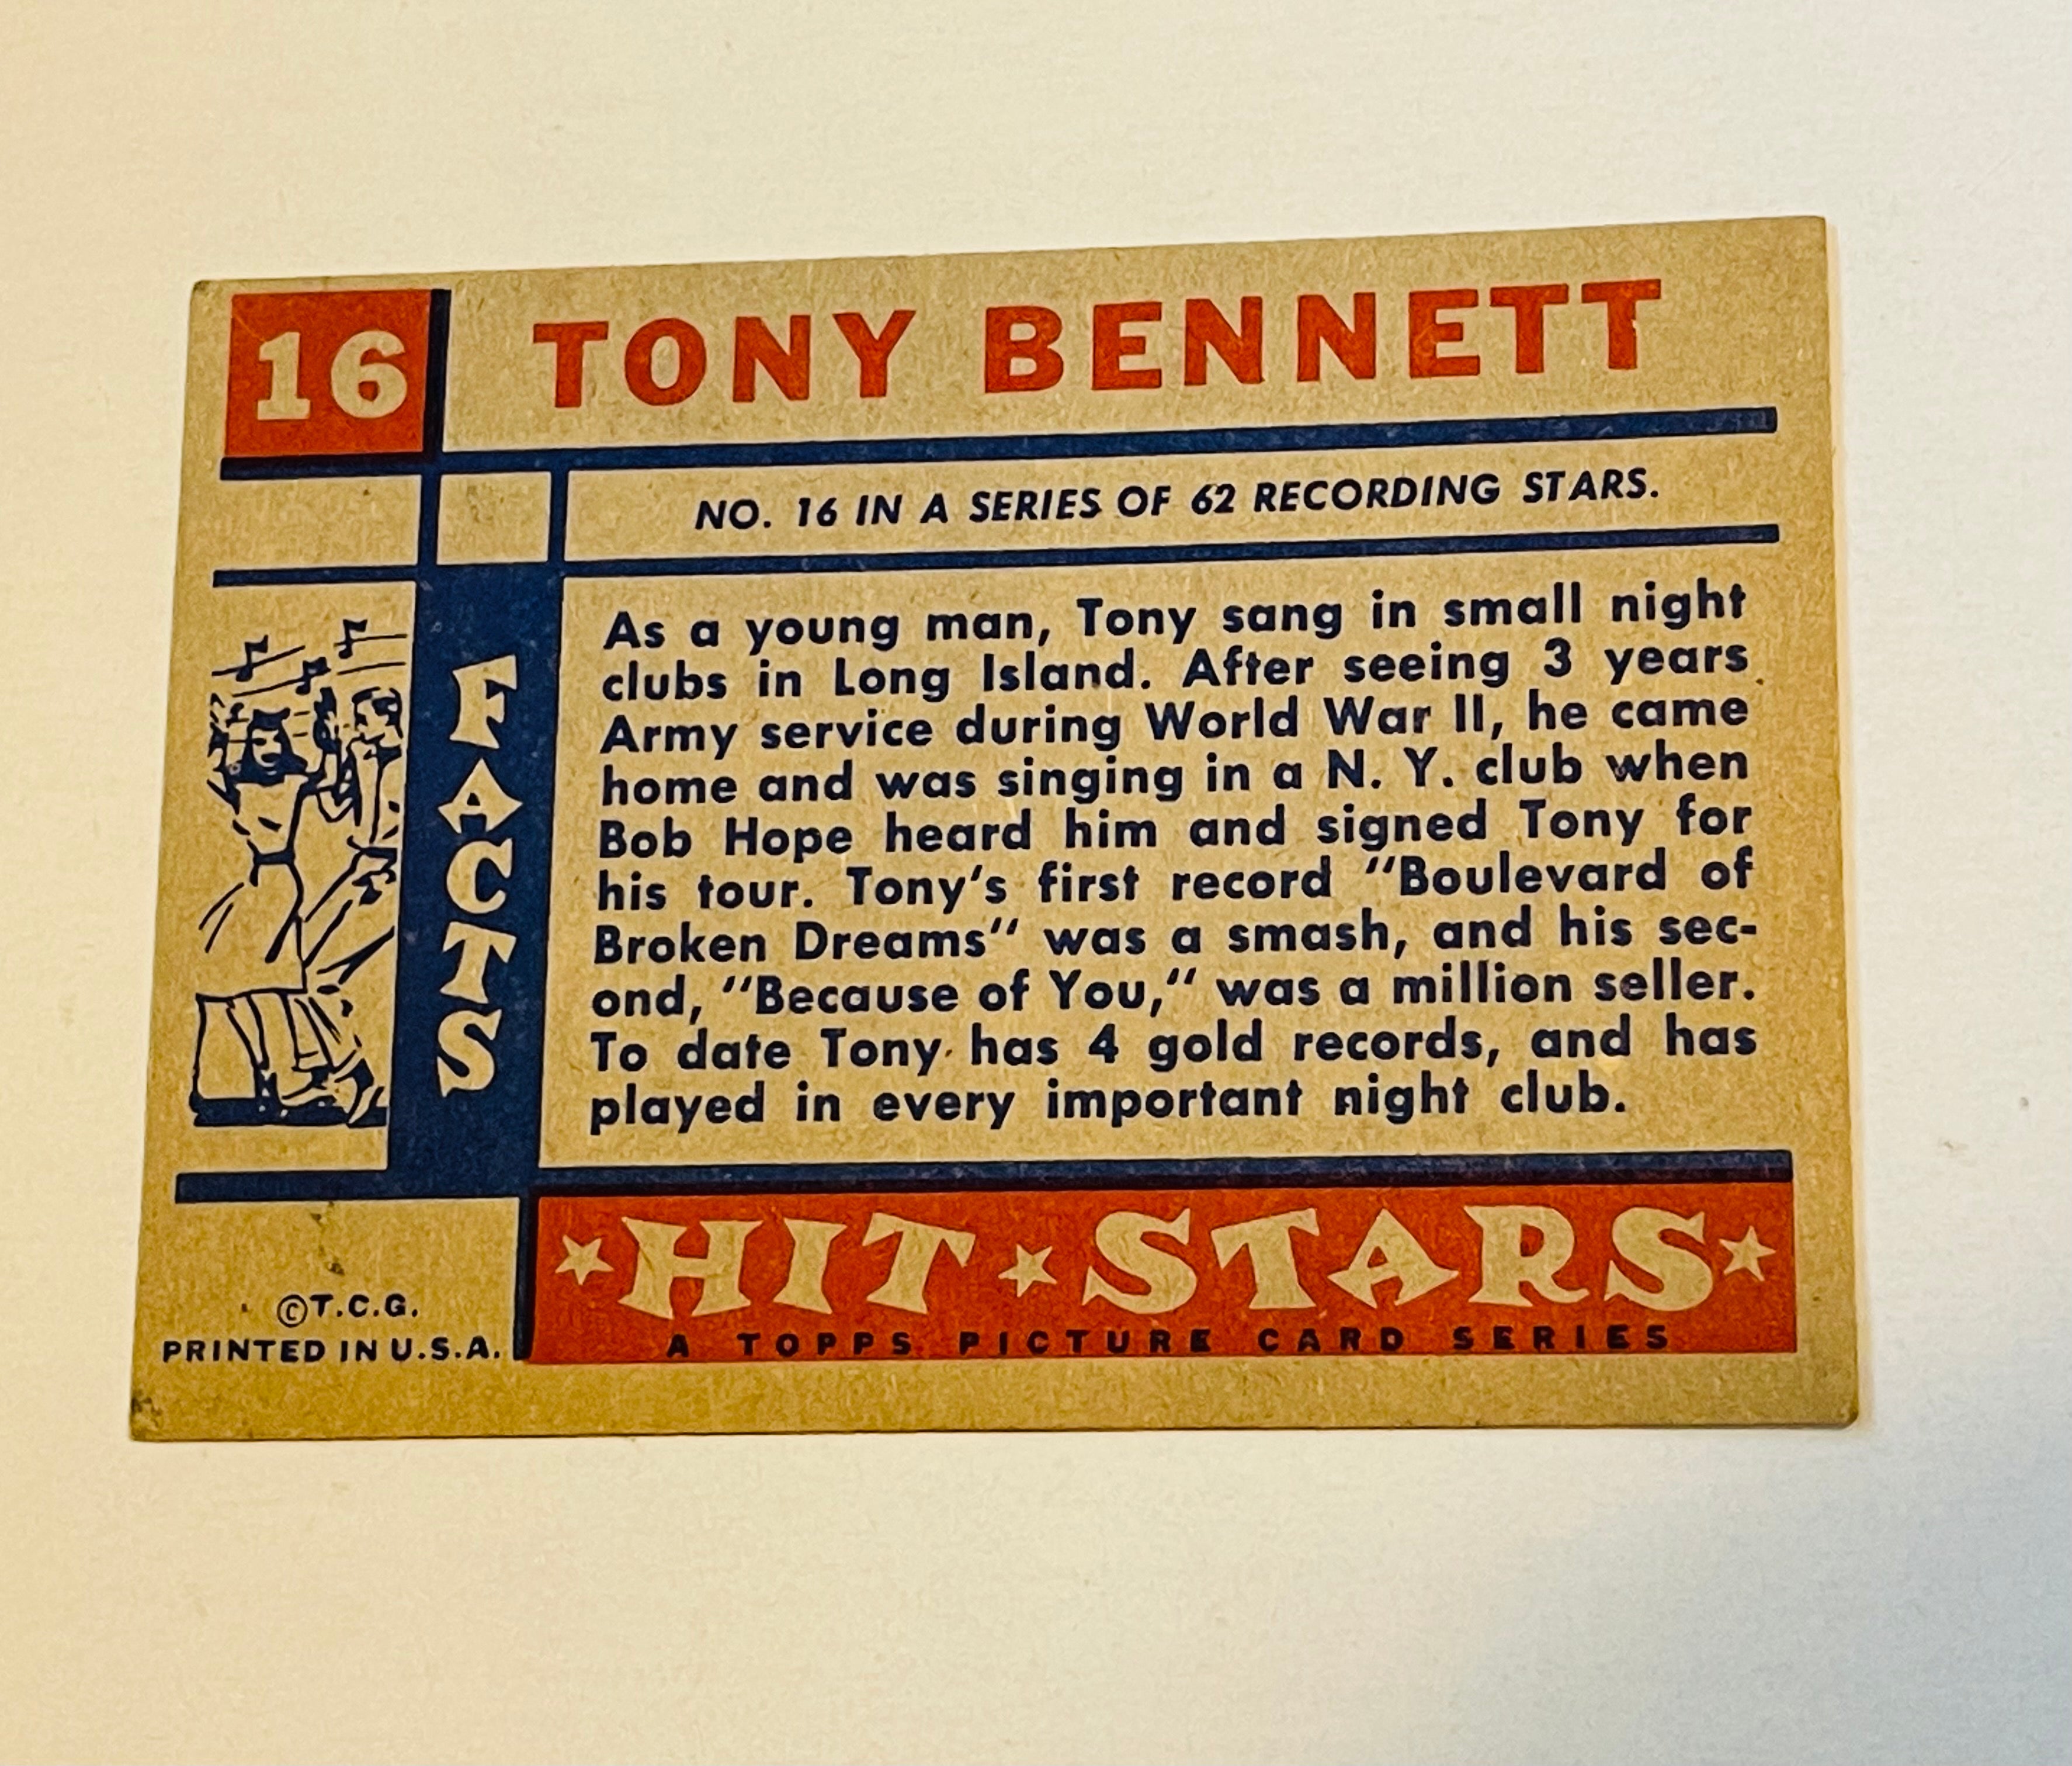 16
TONY BENNETT
NO. 16 IN A SERIES OF 62 RECORDING STARS.
FACTS
As a young man, Tony sang in small night
clubs in Long Island. After seeing 3 years
Army service during World War II, he came
home and was singing in a N. Y. club when
Bob Hope heard him and signed Tony for
his tour. Tony's first record "Boulevard of
Broken Dreams" was a smash, and his sec-
ond, "Because of You," was a million seller.
To date Tony has 4 gold records, and has
played in every important night club.
©T.C.G.
PRINTED IN U.S.A.
HIT STARS
A TOPPS PICTURE CARD SERIES